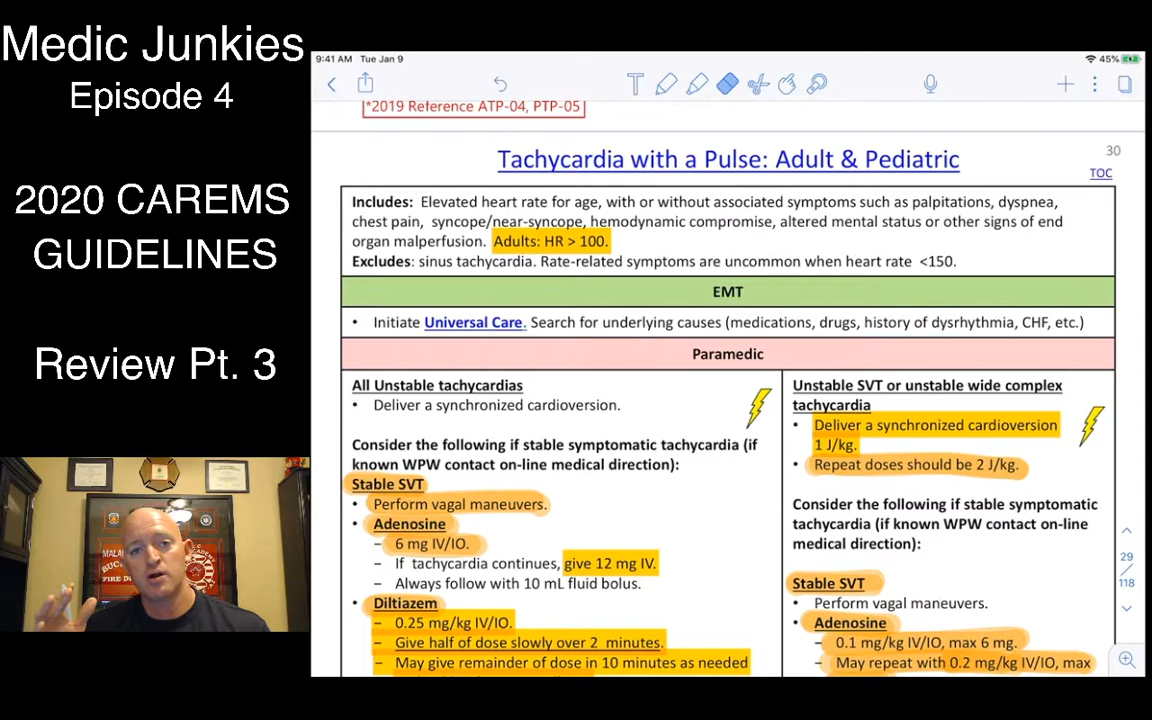 Medic Junkies
Episode 4
2020 CAREMS
GUIDELINES
Review Pt. 3
9:41 AM Tue Jan 9
45%
*2019 Reference ATP-04, PTP-05
30
Tachycardia with a Pulse: Adult & Pediatric
TOC
Includes: Elevated heart rate for age, with or without associated symptoms such as palpitations, dyspnea,
chest pain, syncope/near-syncope, hemodynamic compromise, altered mental status or other signs of end
organ malperfusion. Adults: HR > 100.
Excludes: sinus tachycardia. Rate-related symptoms are uncommon when heart rate <150.
EMT
• Initiate Universal Care. Search for underlying causes (medications, drugs, history of dysrhythmia, CHF, etc.)
Paramedic
All Unstable tachycardias
• Deliver a synchronized cardioversion.
Consider the following if stable symptomatic tachycardia (if
known WPW contact on-line medical direction):
Stable SVT
• Perform vagal maneuvers.
• Adenosine
– 6 mg IV/IO.
– If tachycardia continues, give 12 mg IV.
– Always follow with 10 mL fluid bolus.
• Diltiazem
– 0.25 mg/kg IV/IO.
– Give half of dose slowly over 2 minutes.
– May give remainder of dose in 10 minutes as needed
Unstable SVT or unstable wide complex
tachycardia
• Deliver a synchronized cardioversion
1 J/kg.
• Repeat doses should be 2 J/kg.
Consider the following if stable symptomatic
tachycardia (if known WPW contact on-line
medical direction):
Stable SVT
• Perform vagal maneuvers.
• Adenosine
– 0.1 mg/kg IV/IO, max 6 mg.
– May repeat with 0.2 mg/kg IV/IO, max
29
118